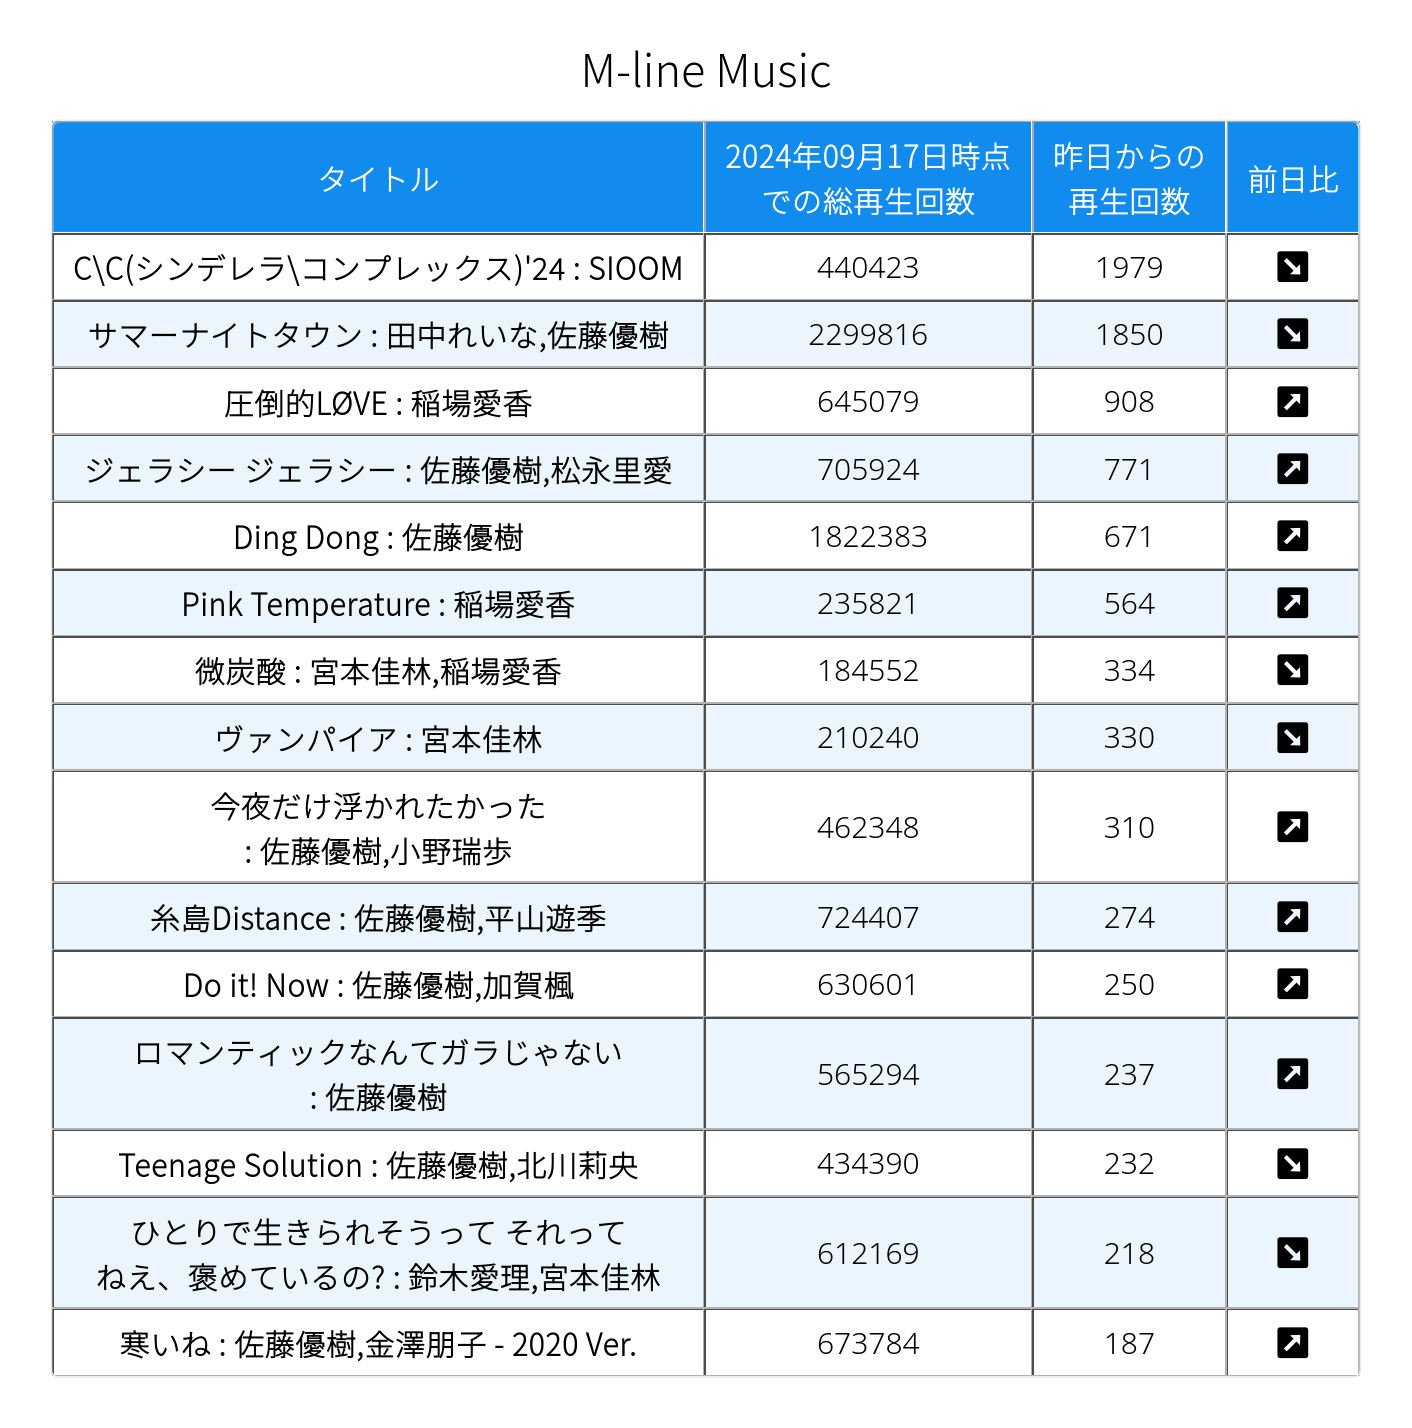 M-line Music
タイトル 2024年09月17日時点 昨日からの 前日比
での総再生回数 再生回数
C\C(シンデレラ\コンプレックス)'24 : SIOOM 440423 1979
サマーナイトタウン : 田中れいな,佐藤優樹 2299816 1850
圧倒的LØVE : 稲場愛香 645079 908
ジェラシー ジェラシー : 佐藤優樹,松永里愛 705924 771
Ding Dong : 佐藤優樹 1822383 671
Pink Temperature : 稲場愛香 235821 564
微炭酸 : 宮本佳林,稲場愛香 184552 334
ヴァンパイア : 宮本佳林 210240 330
今夜だけ浮かれたかった
: 佐藤優樹,小野瑞歩 462348 310
糸島Distance : 佐藤優樹,平山遊季 724407 274
Do it! Now : 佐藤優樹,加賀楓 630601 250
ロマンティックなんてガラじゃない
: 佐藤優樹 565294 237
Teenage Solution : 佐藤優樹,北川莉央 434390 232
ひとりで生きられそうって それって
ねえ、褒めているの? : 鈴木愛理,宮本佳林 612169 218
寒いね : 佐藤優樹,金澤朋子 - 2020 Ver. 673784 187